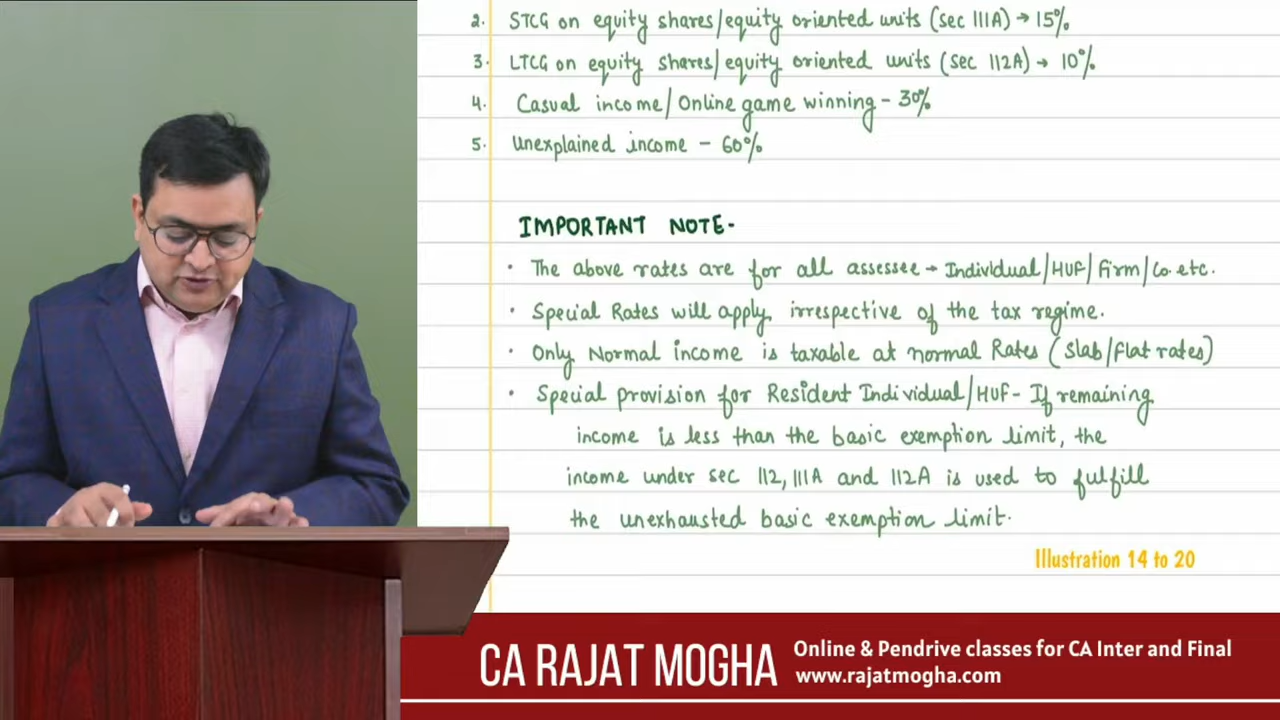 2. STCG on equity shares/equity oriented units (sec 111A) → 15%
3. LTCG on equity shares/equity oriented units (sec 112A) → 10%
4. Casual income/Online game winning - 30%
5. Unexplained income - 60%
IMPORTANT NOTE-
• The above rates are for all assessee → Individual/HUF/Firm/Co. etc.
• Special Rates will apply irrespective of the tax regime.
• Only Normal income is taxable at normal Rates (Slab/Flat rates)
• Special provision for Resident Individual/HUF- If remaining
income is less than the basic exemption limit, the
income under sec 112, 111A and 112A is used to fulfill
the unexhausted basic exemption limit.
Illustration 14 to 20
CA RAJAT MOGHA
Online & Pendrive classes for CA Inter and Final
www.rajatmogha.com